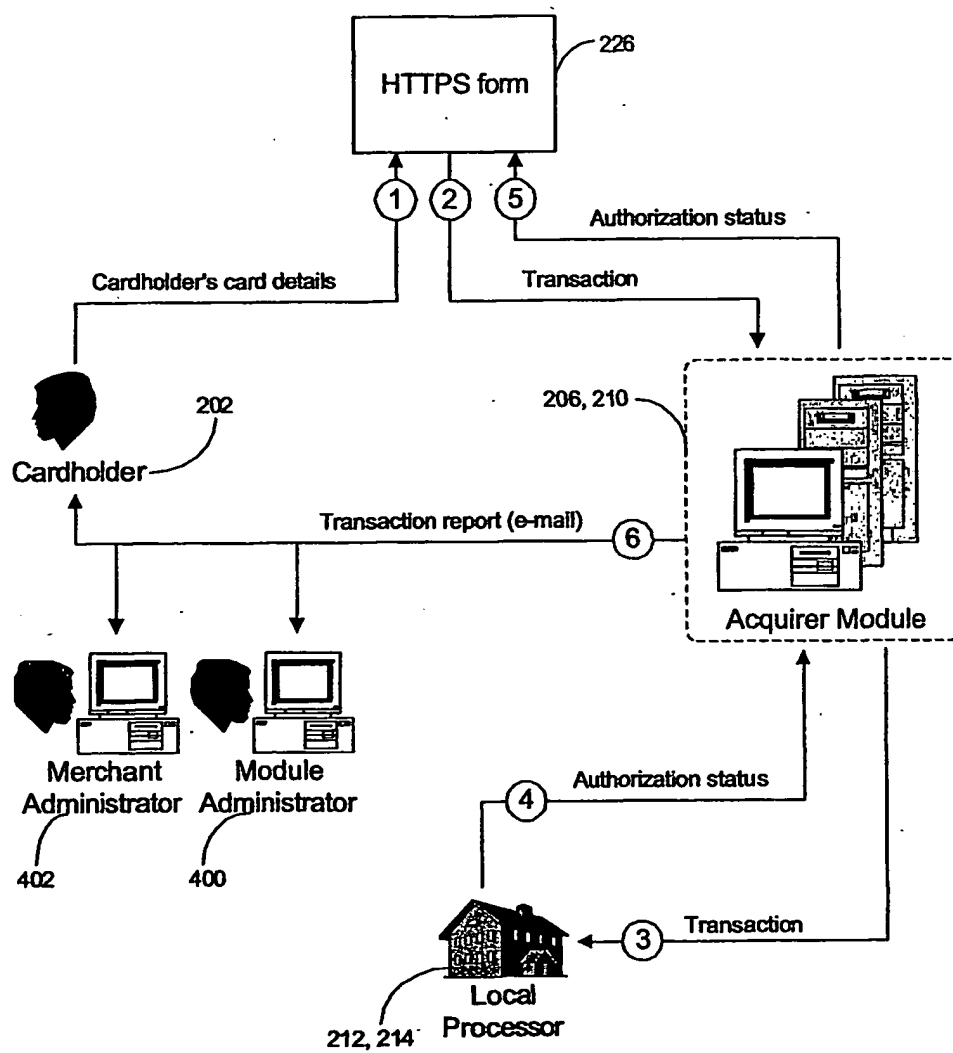 226
HTTPS form
1
2
5
Authorization status
Cardholder's card details
Transaction
202
206, 210
Cardholder
Transaction report (e-mail)
6
Acquirer Module
Merchant
Administrator
Module
Administrator
Authorization status
4
402
400
Transaction
3
Local
Processor
212, 214